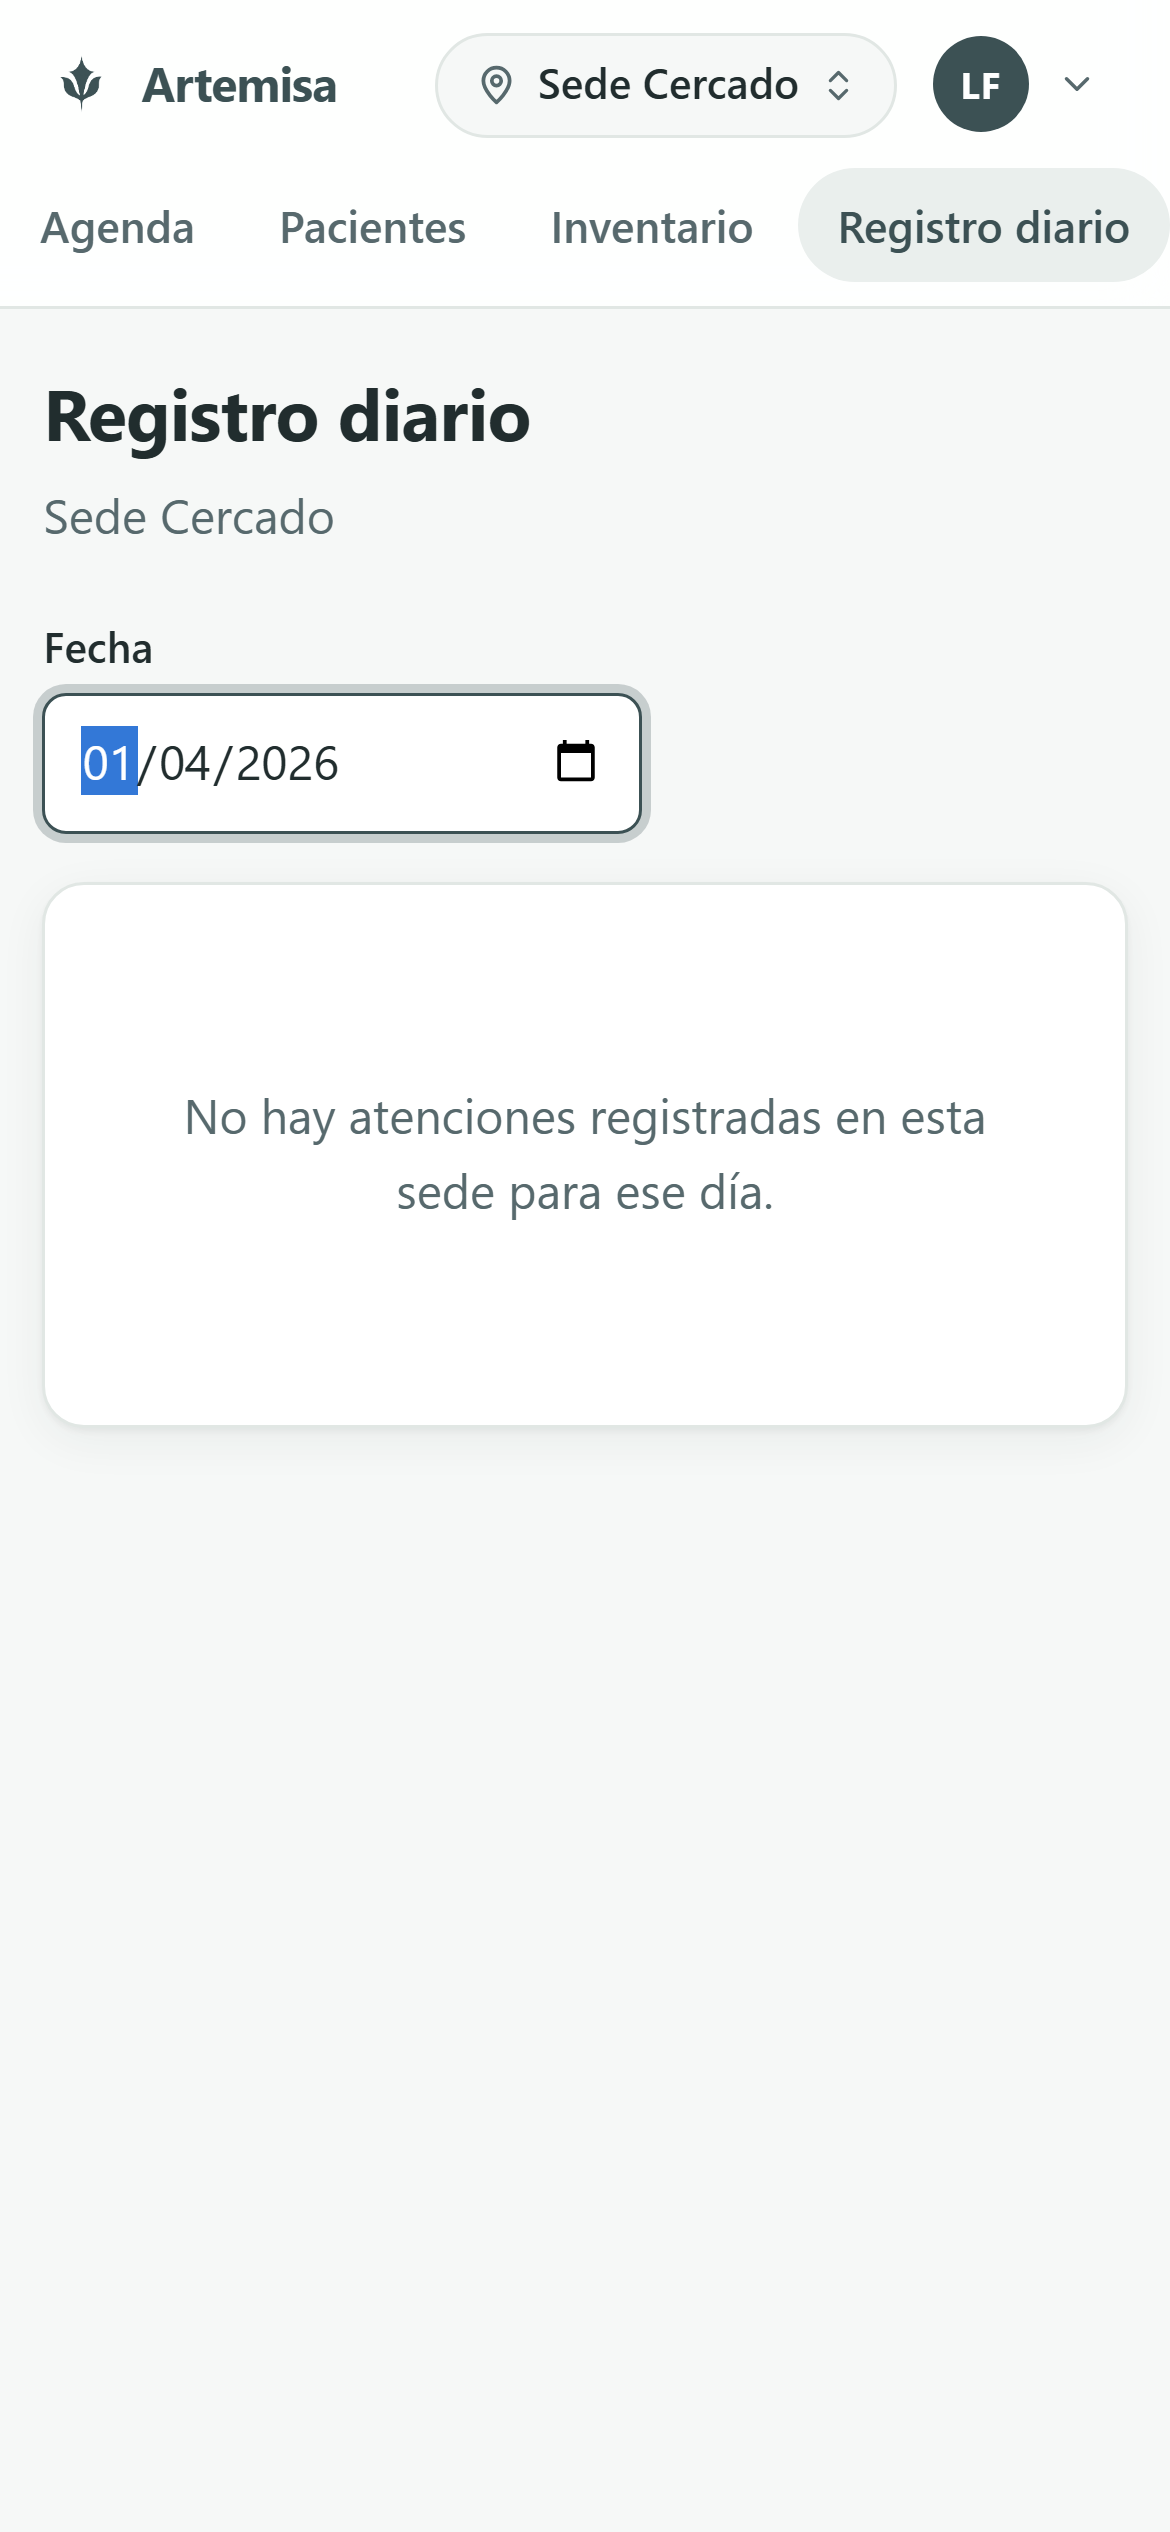 Artemisa
Sede Cercado
LF
Agenda
Pacientes
Inventario
Registro diario
Registro diario
Sede Cercado
Fecha
01/04/2026
No hay atenciones registradas en esta
sede para ese día.